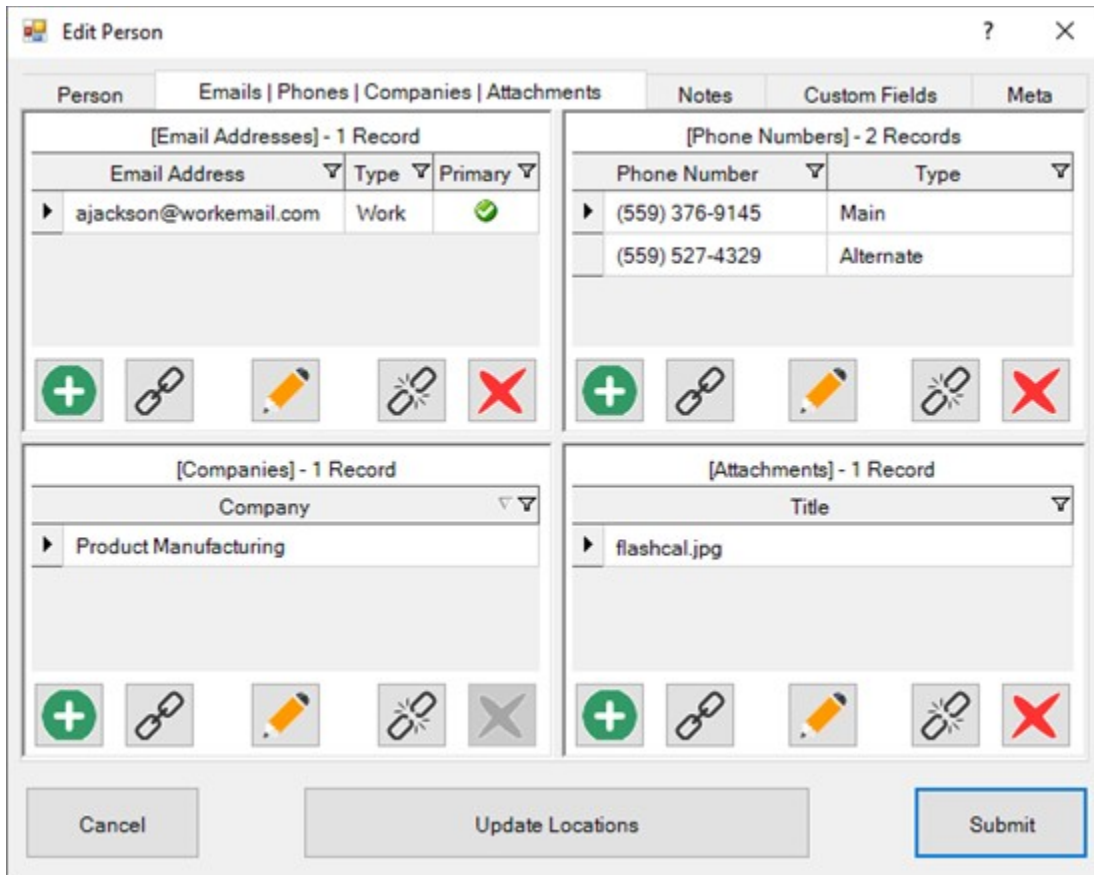 Edit Person
?
Person
Emails | Phones | Companies | Attachments
Notes
Custom Fields
Meta
[Email Addresses] - 1 Record
Email Address Type Primary
ajackson@workemail.com Work
[Phone Numbers] - 2 Records
Phone Number Type
(559) 376-9145 Main
(559) 527-4329 Alternate
[Companies] - 1 Record
Company
Product Manufacturing
[Attachments] - 1 Record
Title
flashcal.jpg
Cancel
Update Locations
Submit